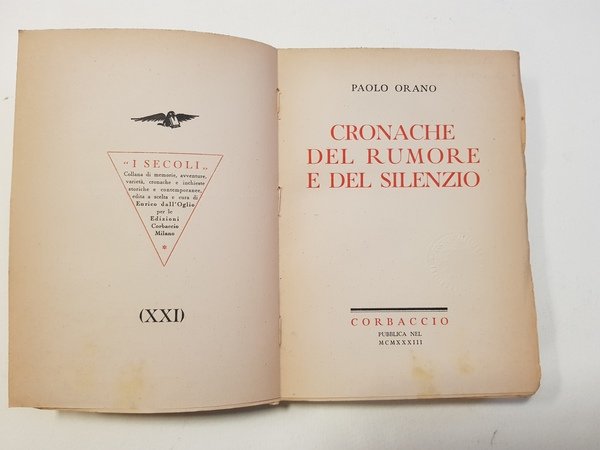 "I SECOLI„
Collana di memorie, avventure,
varietà, cronache e inchieste
storiche e contemporanee,
edita a scelta e cura di
Enrico dall'Oglio
per le
Edizioni
Corbaccio
Milano
*
(XXI)
PAOLO ORANO
CRONACHE
DEL RUMORE
E DEL SILENZIO
CORBACCIO
PUBBLICA NEL
MCMXXXIII